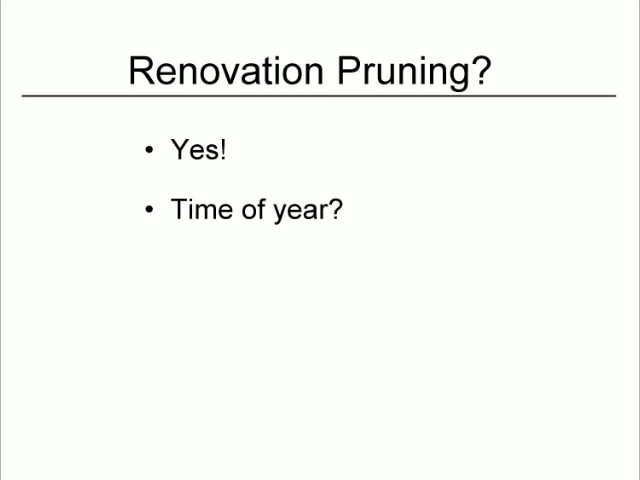 Renovation Pruning?
• Yes!
• Time of year?